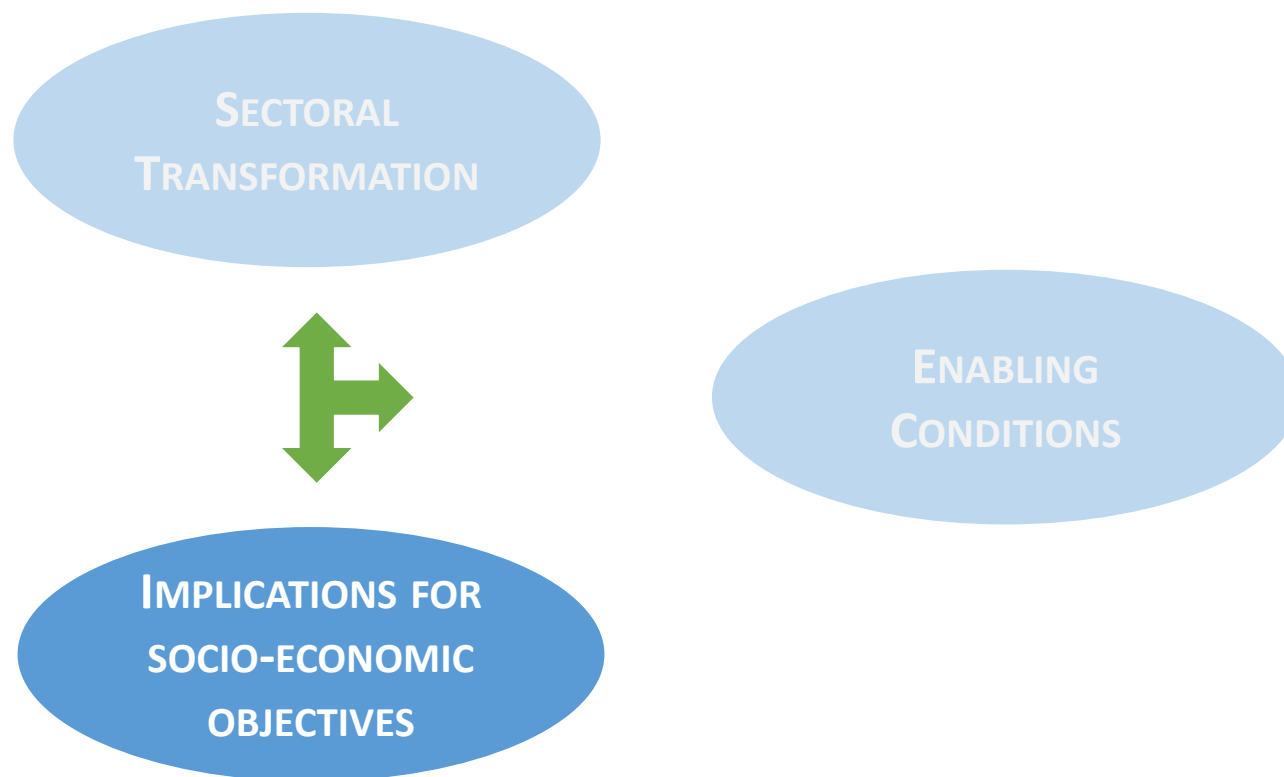 SECTORAL
TRANSFORMATION
ENABLING
CONDITIONS
IMPLICATIONS FOR
SOCIO-ECONOMIC
OBJECTIVES